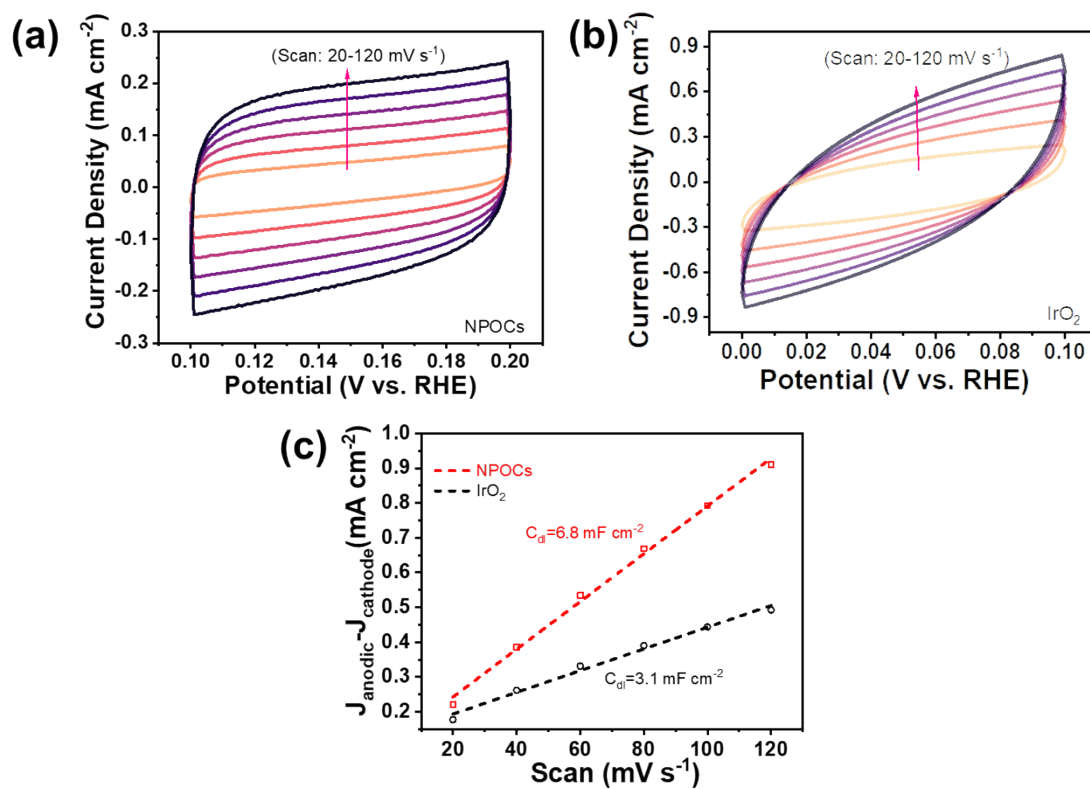 (a)
0.3
0.2
0.1
0.0
-0.1
-0.2
-0.3
Current Density (mA cm⁻²)
(Scan: 20-120 mV s⁻¹)
NPOCs
0.10 0.12 0.14 0.16 0.18 0.20
Potential (V vs. RHE)
(b)
0.9
0.6
0.3
0.0
-0.3
-0.6
-0.9
Current Density (mA cm⁻²)
(Scan: 20-120 mV s⁻¹)
IrO₂
0.00 0.02 0.04 0.06 0.08 0.10
Potential (V vs. RHE)
(c)
1.0
0.9
0.8
0.7
0.6
0.5
0.4
0.3
0.2
J_anodic-J_cathode(mA cm⁻²)
NPOCs
IrO₂
C_dl=6.8 mF cm⁻²
C_dl=3.1 mF cm⁻²
20 40 60 80 100 120
Scan (mV s⁻¹)